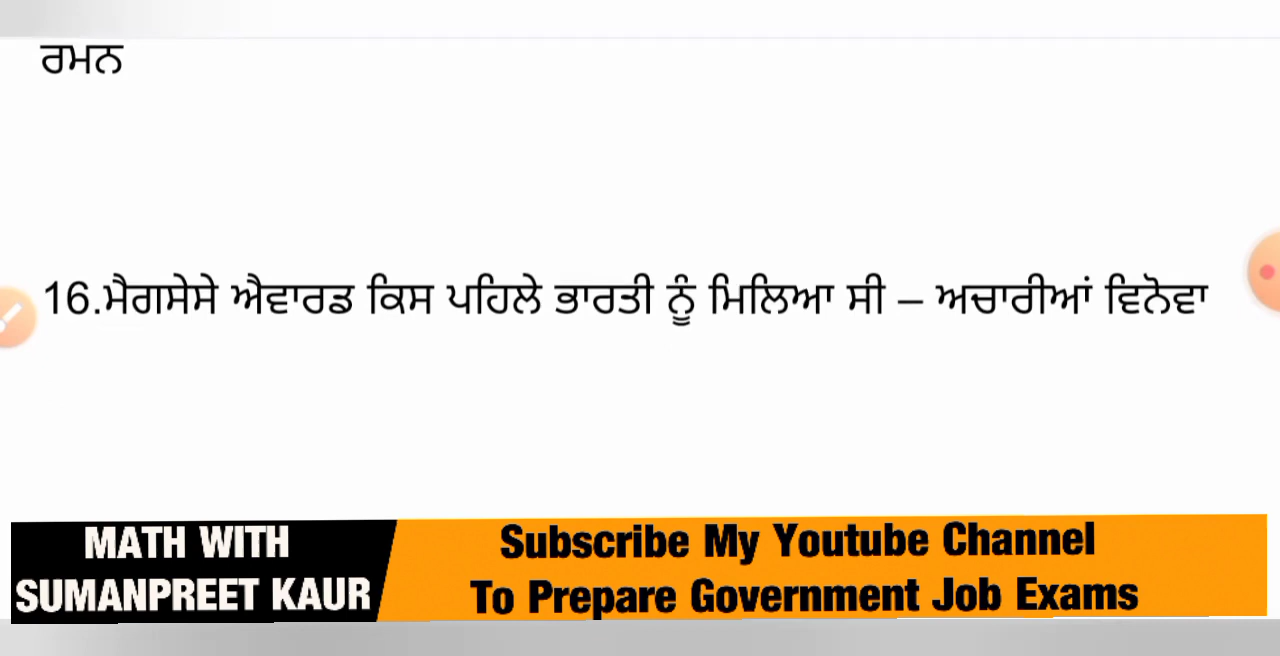 ਰਮਨ
16.ਮੈਗਸੇਸੇ ਐਵਾਰਡ ਕਿਸ ਪਹਿਲੇ ਭਾਰਤੀ ਨੂੰ ਮਿਲਿਆ ਸੀ – ਅਚਾਰੀਆਂ ਵਿਨੋਵਾ
MATH WITH
SUMANPREET KAUR
Subscribe My Youtube Channel
To Prepare Government Job Exams